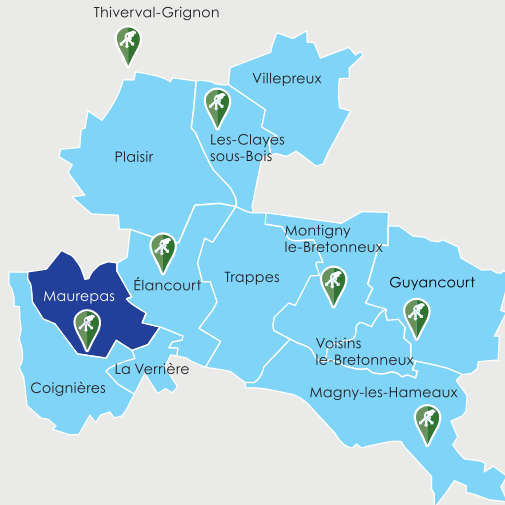 Thiverval-Grignon
Villepreux
Les-Clayes
sous-Bois
Plaisir
Montigny
le-Bretonneux
Élancourt
Trappes
Guyancourt
Maurepas
Voisins
le-Bretonneux
La Verrière
Coignières
Magny-les-Hameaux